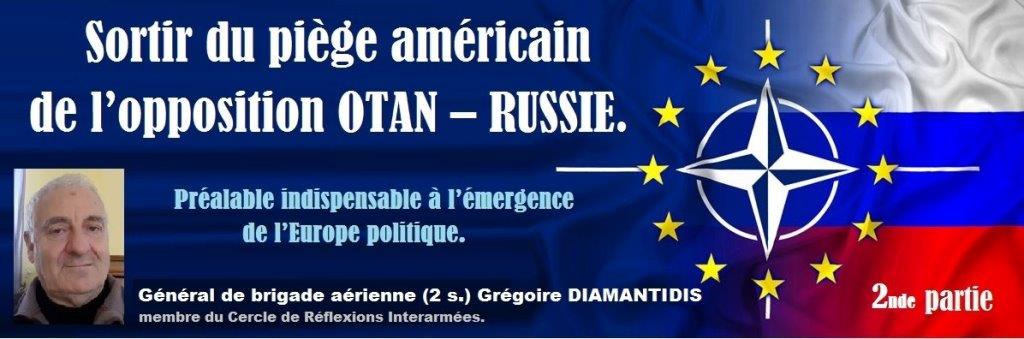 Sortir du piège américain
de l’opposition OTAN – RUSSIE.
Préalable indispensable à l’émergence
de l’Europe politique.
Général de brigade aérienne (2 s.) Grégoire DIAMANTIDIS
membre du Cercle de Réflexions Interarmées.
2nde partie